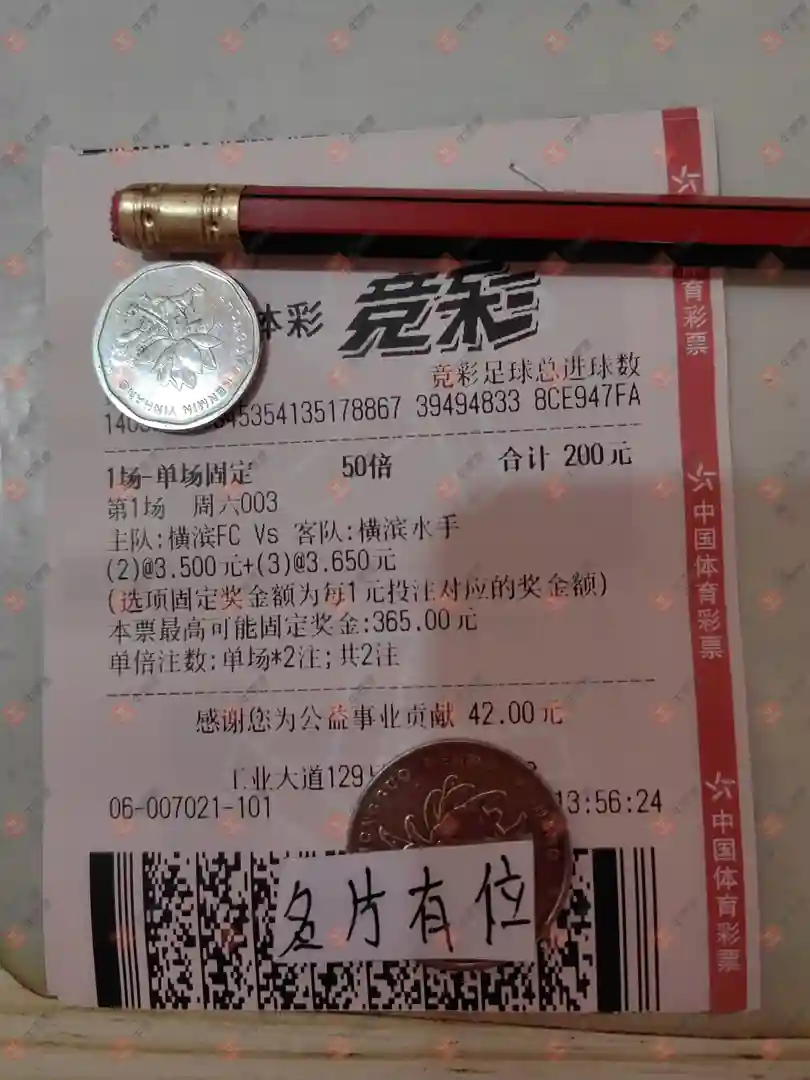 体彩 竞彩
竞彩足球总进球数
45354135178867 39494833 8CE947FA
1场-单场固定 50倍 合计 200元
第1场 周六003
主队:横滨FC Vs 客队:横滨水手
(2)@3.500元+(3)@3.650元
(选项固定奖金额为每1元投注对应的奖金额)
本票最高可能固定奖金:365.00元
单倍注数:单场*2注;共2注
感谢您为公益事业贡献 42.00元
工业大道129
06-007021-101 13:56:24
名片有位
育彩票
中国体育彩票
中国体育彩票